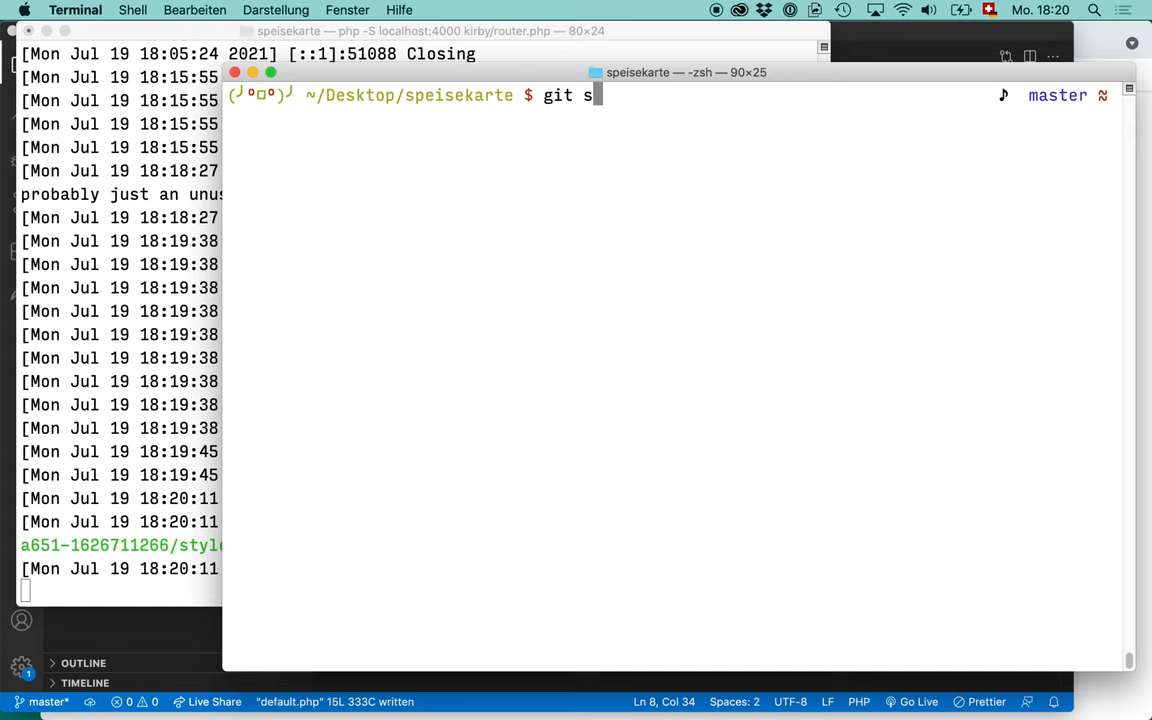 Terminal Shell Bearbeiten Darstellung Fenster Hilfe Mo. 18:20
speisekarte — php -S localhost:4000 kirby/router.php — 80×24
[Mon Jul 19 18:05:24 2021] [::1]:51088 Closing
[Mon Jul 19 18:15:55
[Mon Jul 19 18:15:55
[Mon Jul 19 18:15:55
[Mon Jul 19 18:15:55
[Mon Jul 19 18:18:27
probably just an unus
[Mon Jul 19 18:18:27
[Mon Jul 19 18:19:38
[Mon Jul 19 18:19:38
[Mon Jul 19 18:19:38
[Mon Jul 19 18:19:38
[Mon Jul 19 18:19:38
[Mon Jul 19 18:19:38
[Mon Jul 19 18:19:38
[Mon Jul 19 18:19:38
[Mon Jul 19 18:19:38
[Mon Jul 19 18:19:45
[Mon Jul 19 18:19:45
[Mon Jul 19 18:20:11
[Mon Jul 19 18:20:11
a651-1626711266/style
[Mon Jul 19 18:20:11
speisekarte — -zsh — 90×25
(╯°□°)╯ ~/Desktop/speisekarte $ git s ♪ master ≈
OUTLINE
TIMELINE
1
master* 0 0 Live Share "default.php" 15L 333C written Ln 8, Col 34 Spaces: 2 UTF-8 LF PHP Go Live Prettier